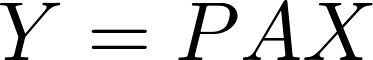 Y = PAX